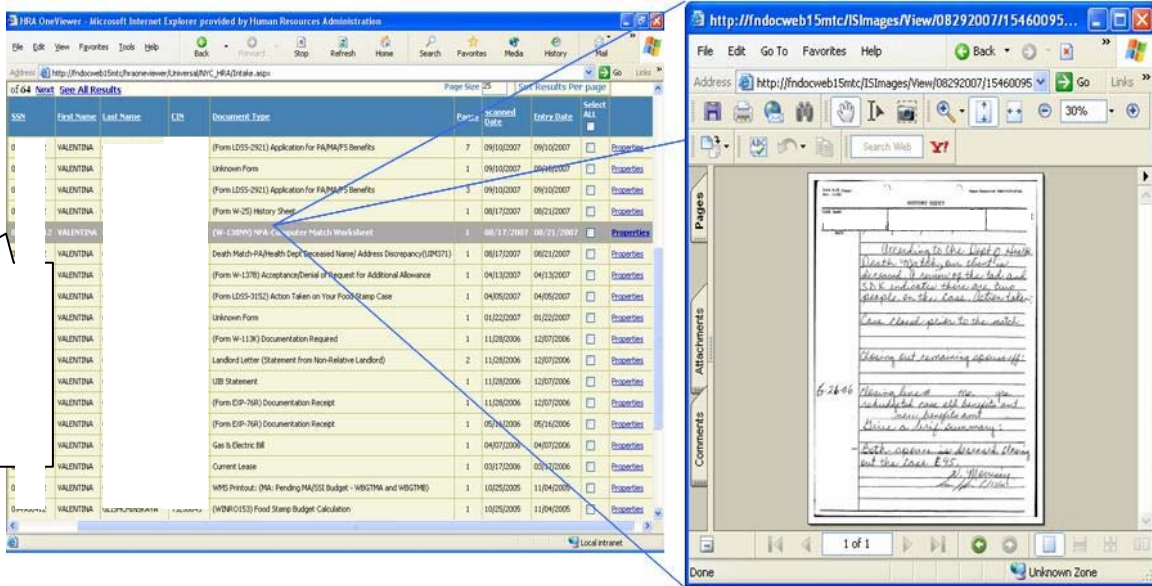 HRA OneViewer - Microsoft Internet Explorer provided by Human Resources Administration
File Edit View Favorites Tools Help
Back Forward Stop Refresh Home Search Favorites Media History Mail
Address http://fndocweb15mtc/hraoneviewer/Universal/NYC_HRA/Intake.aspx Go Links
of 64 Next See All Results Page Size 25 Set Results Per page
SSN First Name Last Name CIN Document Type Pages Scanned Date Entry Date Select ALL
VALENTINA (Form LDSS-2921) Application for PA/MA/FS Benefits 7 09/10/2007 09/10/2007 Properties
VALENTINA Unknown Form 1 09/10/2007 09/10/2007 Properties
VALENTINA (Form LDSS-2921) Application for PA/MA/FS Benefits 3 09/10/2007 09/10/2007 Properties
VALENTINA (Form W-25) History Sheet 1 08/17/2007 08/21/2007 Properties
VALENTINA (W-138NY) NPA-Computer Match Worksheet 1 08/17/2007 08/21/2007 Properties
VALENTINA Death Match-PA/Health Dept Deceased Name/ Address Discrepancy(UIM371) 1 08/17/2007 08/21/2007 Properties
VALENTINA (Form W-137B) Acceptance/Denial of Request for Additional Allowance 1 04/13/2007 04/13/2007 Properties
VALENTINA (Form LDSS-3152) Action Taken on Your Food Stamp Case 1 04/05/2007 04/05/2007 Properties
VALENTINA Unknown Form 1 01/22/2007 01/22/2007 Properties
VALENTINA (Form W-113K) Documentation Required 1 11/28/2006 12/07/2006 Properties
VALENTINA Landlord Letter (Statement from Non-Relative Landlord) 2 11/28/2006 12/07/2006 Properties
VALENTINA UIB Statement 1 11/28/2006 12/07/2006 Properties
VALENTINA (Form EXP-76R) Documentation Receipt 1 11/28/2006 12/07/2006 Properties
VALENTINA (Form EXP-76R) Documentation Receipt 1 05/16/2006 05/16/2006 Properties
VALENTINA Gas & Electric Bill 1 04/07/2006 04/07/2006 Properties
VALENTINA Current Lease 1 03/17/2006 03/17/2006 Properties
VALENTINA WMS Printout: (MA: Pending MA/SSI Budget - WBGTMA and WBGTMB) 1 10/25/2005 11/04/2005 Properties
VALENTINA (WINRO153) Food Stamp Budget Calculation 1 10/25/2005 11/04/2005 Properties
Local intranet
http://fndocweb15mtc/ISImages/View/08292007/15460095...
File Edit Go To Favorites Help Back
Address http://fndocweb15mtc/ISImages/View/08292007/15460095 Go Links
30%
Search Web Y!
Pages
Attachments
Comments
HISTORY SHEET
According to the Dept of Health
Death Match, our client is
deceased. A review of the and
indicates there are two
people on the case. Action taken:
Case closed prior to the match
Closing out remaining spouse off:
6-26-06 Closing line # no. yes
rebudgeted case old benefits amt
new benefits amt
Give a brief summary:
Both spouse is deceased closing
out the case E95.
1 of 1
Done Unknown Zone